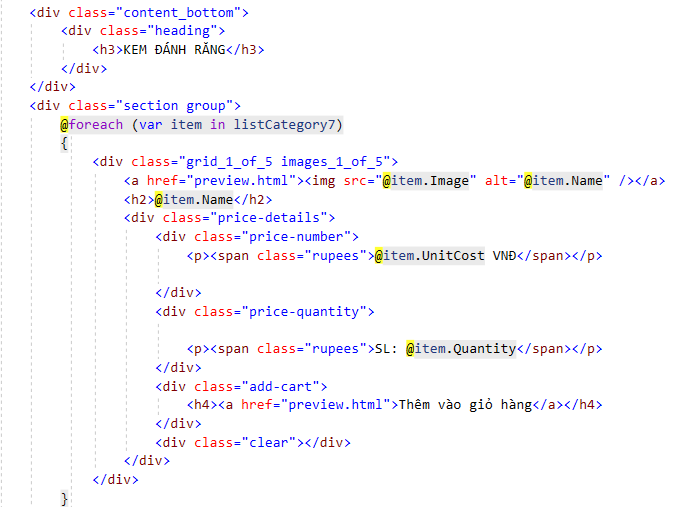 <div class="content_bottom">
<div class="heading">
<h3>KEM ĐÁNH RĂNG</h3>
</div>
</div>
<div class="section group">
@foreach (var item in listCategory7)
{
<div class="grid_1_of_5 images_1_of_5">
<a href="preview.html"><img src="@item.Image" alt="@item.Name" /></a>
<h2>@item.Name</h2>
<div class="price-details">
<div class="price-number">
<p><span class="rupees">@item.UnitCost VNĐ</span></p>
</div>
<div class="price-quantity">
<p><span class="rupees">SL: @item.Quantity</span></p>
</div>
<div class="add-cart">
<h4><a href="preview.html">Thêm vào giỏ hàng</a></h4>
</div>
<div class="clear"></div>
</div>
</div>
}